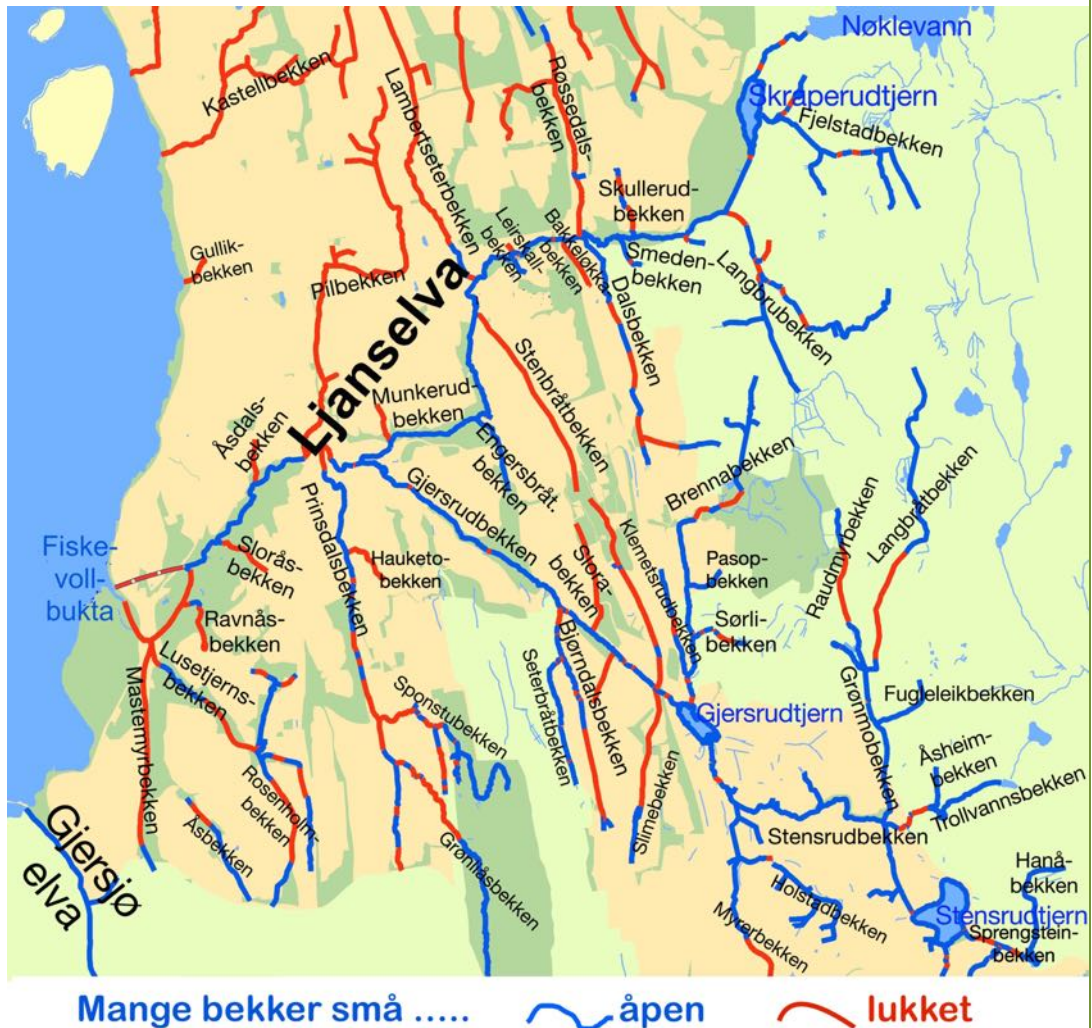 Nøklevann
Skraperudtjern
Fjelstadbekken
Kastellbekken
Lambertseterbekken
Røssedals-
bekken
Skullerud-
bekken
Smeden-
bekken
Langbrubekken
Leirskall-
bekken
Bakkeløkka-
bekken
Dalsbekken
Gullik-
bekken
Pilbekken
Ljanselva
Stenbråtbekken
Munkerud-
bekken
Engersbråt.
bekken
Åsdals-
bekken
Prinsdalsbekken
Gjersrudbekken
Brennabekken
Raudmyrbekken
Langbråtbekken
Fiske-
voll-
bukta
Slorås-
bekken
Hauketo-
bekken
Slora-
bekken
Klemetsrudbekken
Pasop-
bekken
Sørli-
bekken
Ravnås-
bekken
Lusetjerns-
bekken
Mastemyrbekken
Seterbråtbekken
Bjørndalsbekken
Gjersrudtjern
Grønmobekken
Fugleleikbekken
Sponstubekken
Åsheim-
bekken
Trollvannsbekken
Rosenholm-
bekken
Åsbekken
Slimebekken
Stensrudbekken
Gjersjø
elva
Grønliåsbekken
Holstadbekken
Myrerbekken
Hanå-
bekken
Stensrudtjern
Sprengstein-
bekken
Mange bekker små ..... åpen lukket